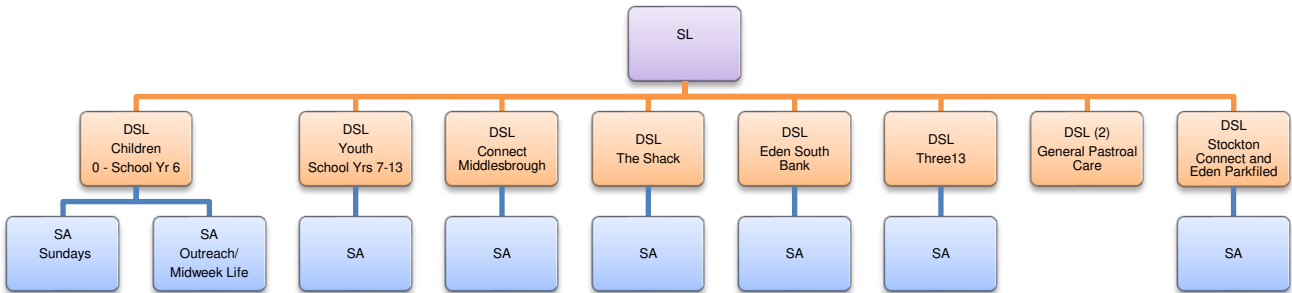 SL
DSL
Children
0 - School Yr 6
DSL
Youth
School Yrs 7-13
DSL
Connect
Middlesbrough
DSL
The Shack
DSL
Eden South
Bank
DSL
Three13
DSL (2)
General Pastroal
Care
DSL
Stockton
Connect and
Eden Parkfiled
SA
Sundays
SA
Outreach/
Midweek Life
SA
SA
SA
SA
SA
SA